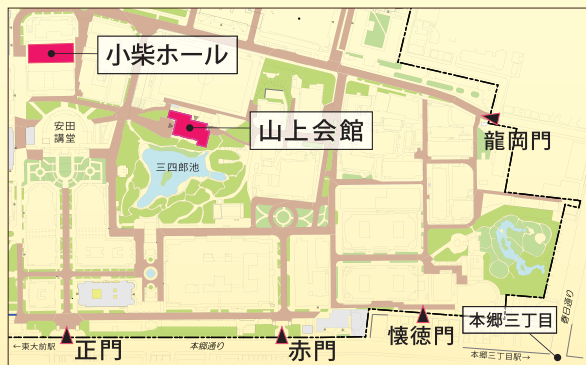 小柴ホール
山上会館
安田
講堂
三四郎池
龍岡門
春日通り
本郷三丁目
懐徳門
正門
赤門
←東大前駅
本郷通り
本郷三丁目駅→